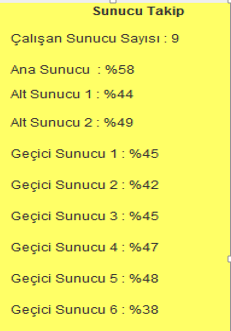 Sunucu Takip
Çalışan Sunucu Sayısı : 9
Ana Sunucu : %58
Alt Sunucu 1 : %44
Alt Sunucu 2 : %49
Geçici Sunucu 1 : %45
Geçici Sunucu 2 : %42
Geçici Sunucu 3 : %45
Geçici Sunucu 4 : %47
Geçici Sunucu 5 : %48
Geçici Sunucu 6 : %38